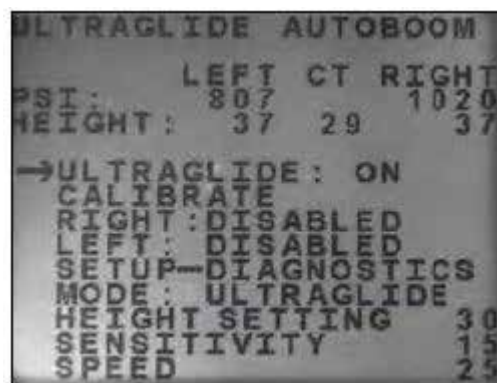 ULTRAGLIDE AUTOBOOM
LEFT CT RIGHT
PSI: 807 1020
HEIGHT: 37 29 37
→ULTRAGLIDE: ON
CALIBRATE
RIGHT:DISABLED
LEFT: DISABLED
SETUP-DIAGNOSTICS
MODE: ULTRAGLIDE
HEIGHT SETTING 30
SENSITIVITY 15
SPEED 25